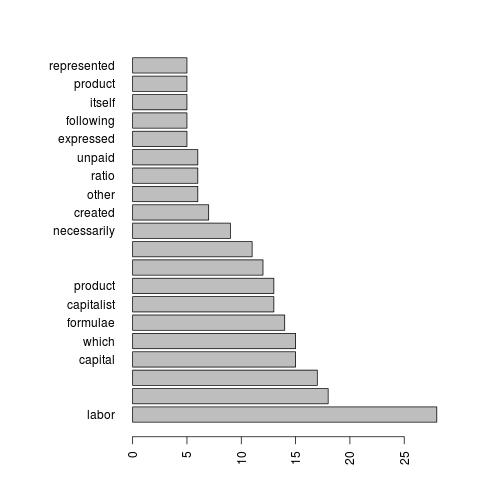 represented
product
itself
following
expressed
unpaid
ratio
other
created
necessarily
product
capitalist
formulae
which
capital
labor
0 5 10 15 20 25